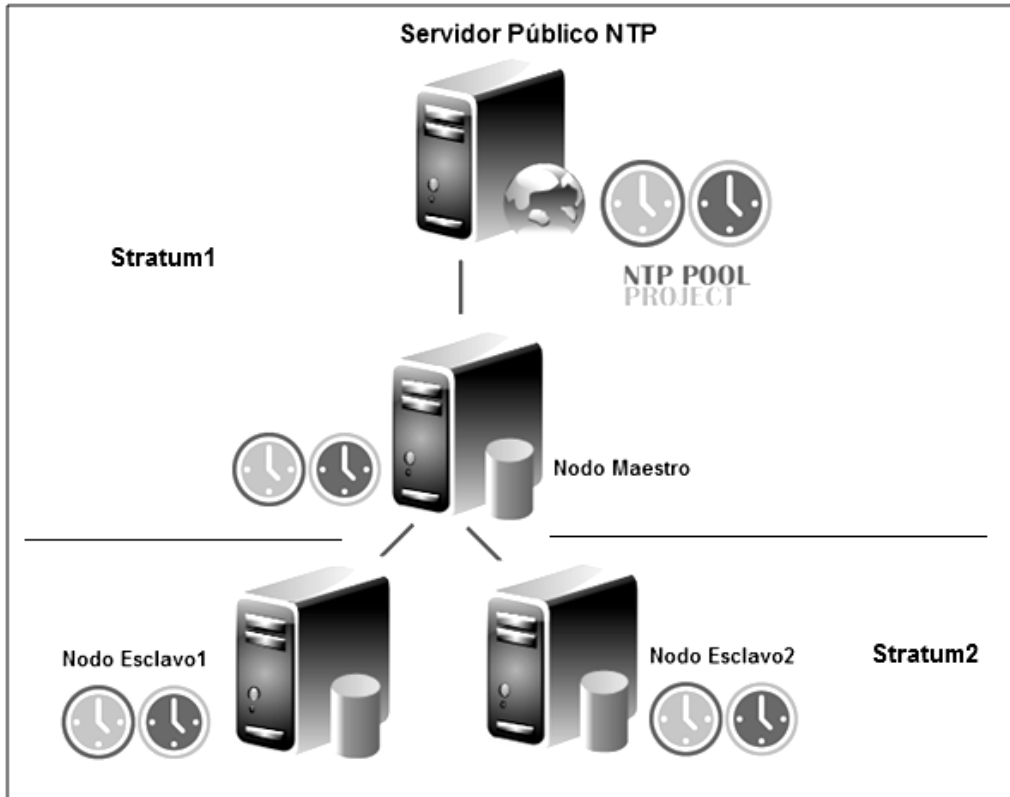 Servidor Público NTP
Stratum1
NTP POOL
PROJECT
Nodo Maestro
Nodo Esclavo1
Nodo Esclavo2
Stratum2